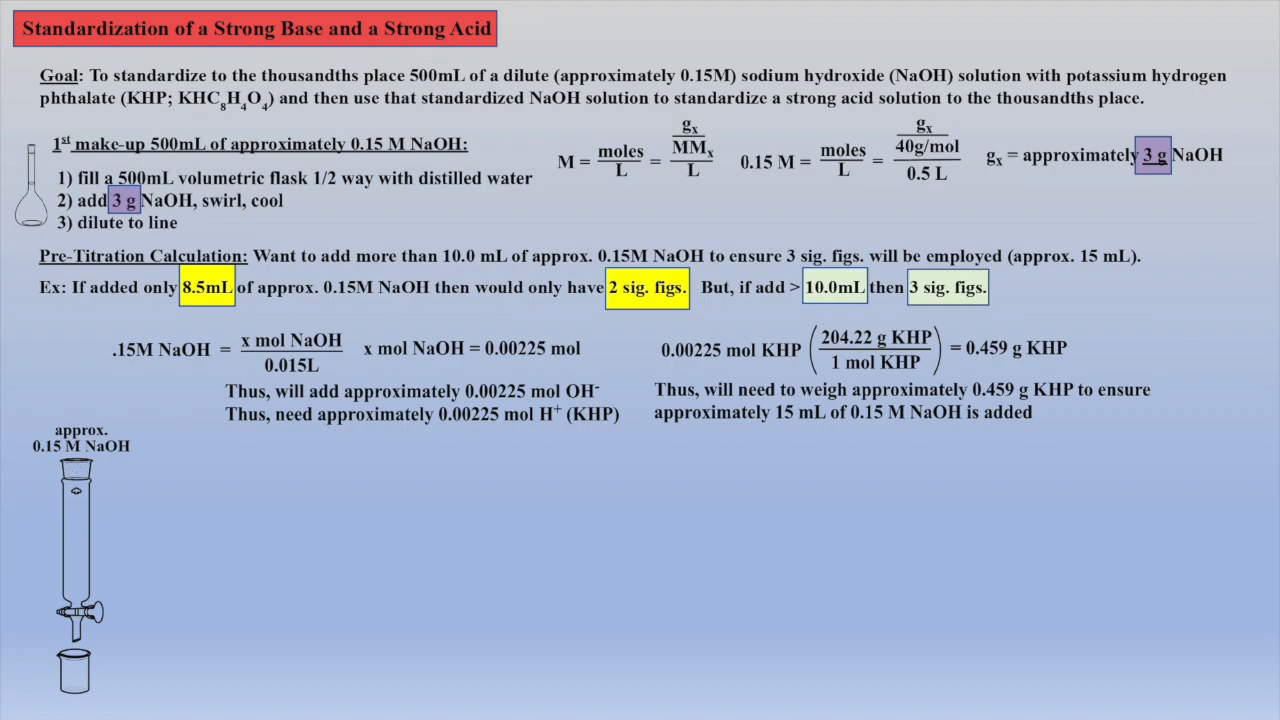 Standardization of a Strong Base and a Strong Acid
Goal: To standardize to the thousandths place 500mL of a dilute (approximately 0.15M) sodium hydroxide (NaOH) solution with potassium hydrogen
phthalate (KHP; KHC₈H₄O₄) and then use that standardized NaOH solution to standardize a strong acid solution to the thousandths place.
1st make-up 500mL of approximately 0.15 M NaOH:
1) fill a 500mL volumetric flask 1/2 way with distilled water
2) add 3 g NaOH, swirl, cool
3) dilute to line
M = moles/L = (gₓ/MMₓ)/L
0.15 M = moles/L = (gₓ/40g/mol)/0.5 L
gₓ = approximately 3 g NaOH
Pre-Titration Calculation: Want to add more than 10.0 mL of approx. 0.15M NaOH to ensure 3 sig. figs. will be employed (approx. 15 mL).
Ex: If added only 8.5mL of approx. 0.15M NaOH then would only have 2 sig. figs. But, if add > 10.0mL then 3 sig. figs.
.15M NaOH = x mol NaOH/0.015L
x mol NaOH = 0.00225 mol
Thus, will add approximately 0.00225 mol OH⁻
Thus, need approximately 0.00225 mol H⁺ (KHP)
0.00225 mol KHP (204.22 g KHP/1 mol KHP) = 0.459 g KHP
Thus, will need to weigh approximately 0.459 g KHP to ensure
approximately 15 mL of 0.15 M NaOH is added
approx.
0.15 M NaOH